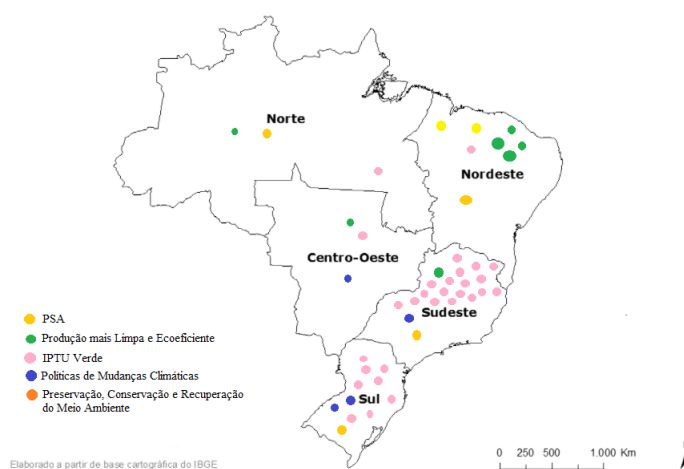 Norte
Nordeste
Centro-Oeste
Sudeste
Sul
PSA
Produção mais Limpa e Ecoeficiente
IPTU Verde
Politicas de Mudanças Climáticas
Preservação, Conservação e Recuperação
do Meio Ambiente
Elaborado a partir de base cartográfica do IBGE
0 250 500 1.000 Km